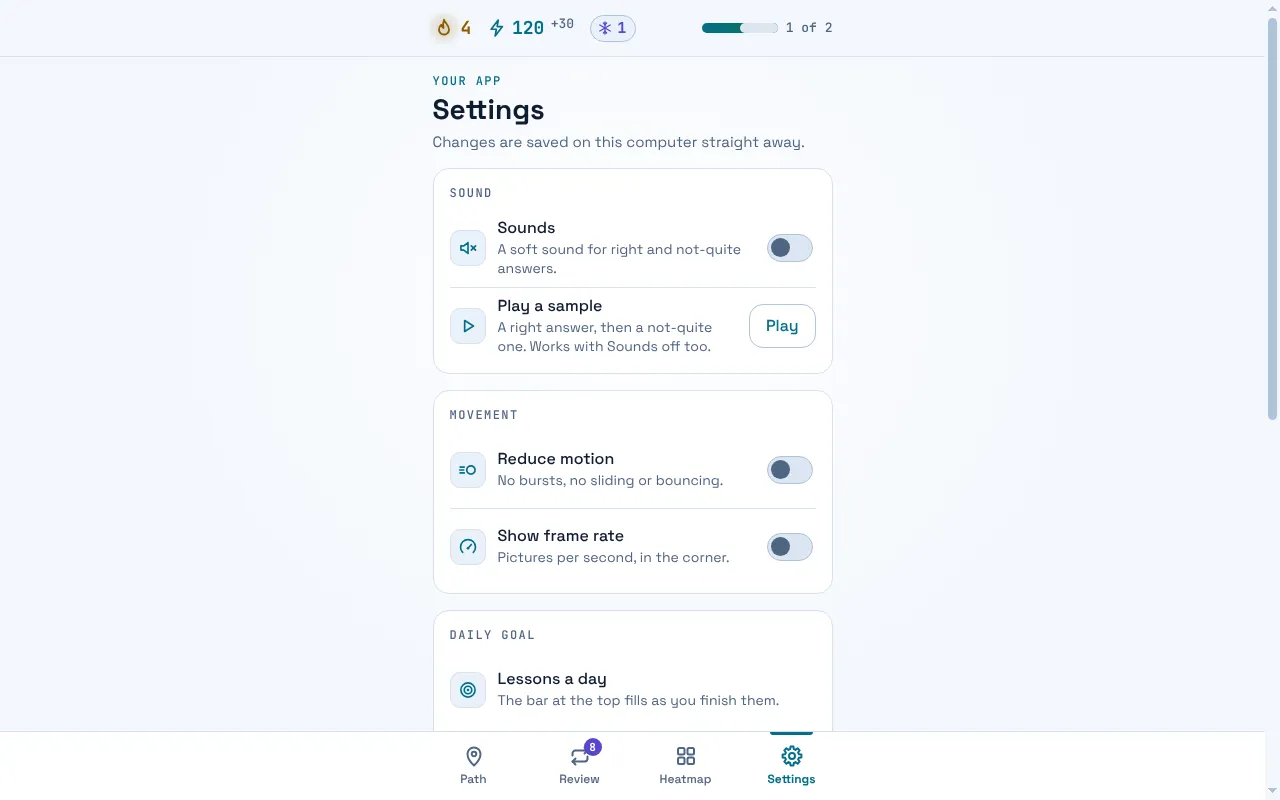 4 120 +30 1 1 of 2
YOUR APP
Settings
Changes are saved on this computer straight away.
SOUND
Sounds
A soft sound for right and not-quite
answers.
Play a sample
A right answer, then a not-quite
one. Works with Sounds off too.
Play
MOVEMENT
Reduce motion
No bursts, no sliding or bouncing.
Show frame rate
Pictures per second, in the corner.
DAILY GOAL
Lessons a day
The bar at the top fills as you finish them.
8
Path Review Heatmap Settings